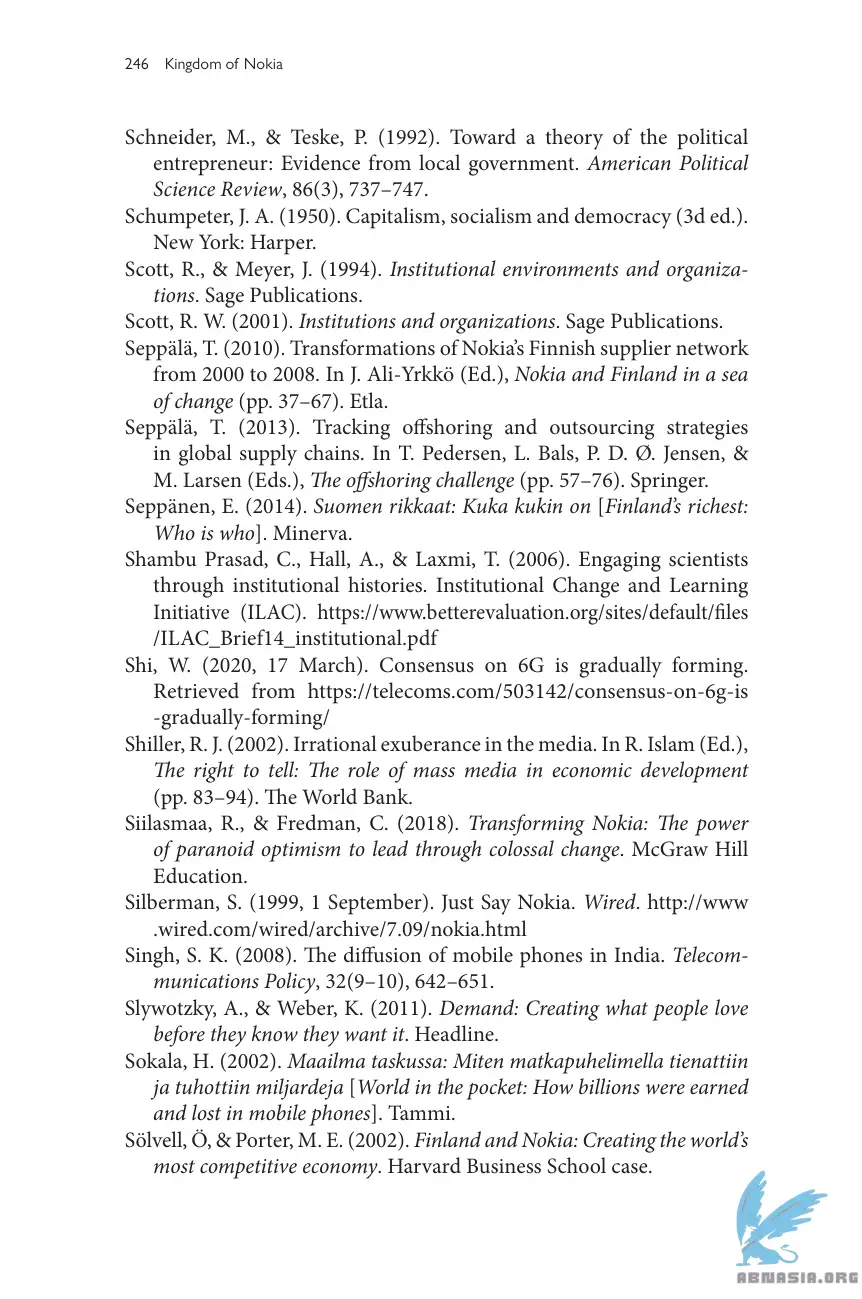 246 Kingdom of Nokia
Schneider, M., & Teske, P. (1992). Toward a theory of the political
entrepreneur: Evidence from local government. American Political
Science Review, 86(3), 737–747.
Schumpeter, J. A. (1950). Capitalism, socialism and democracy (3d ed.).
New York: Harper.
Scott, R., & Meyer, J. (1994). Institutional environments and organiza-
tions. Sage Publications.
Scott, R. W. (2001). Institutions and organizations. Sage Publications.
Seppälä, T. (2010). Transformations of Nokia’s Finnish supplier network
from 2000 to 2008. In J. Ali-Yrkkö (Ed.), Nokia and Finland in a sea
of change (pp. 37–67). Etla.
Seppälä, T. (2013). Tracking offshoring and outsourcing strategies
in global supply chains. In T. Pedersen, L. Bals, P. D. Ø. Jensen, &
M. Larsen (Eds.), The offshoring challenge (pp. 57–76). Springer.
Seppänen, E. (2014). Suomen rikkaat: Kuka kukin on [Finland’s richest:
Who is who]. Minerva.
Shambu Prasad, C., Hall, A., & Laxmi, T. (2006). Engaging scientists
through institutional histories. Institutional Change and Learning
Initiative (ILAC). https://www.betterevaluation.org/sites/default/files
/ILAC_Brief14_institutional.pdf
Shi, W. (2020, 17 March). Consensus on 6G is gradually forming.
Retrieved from https://telecoms.com/503142/consensus-on-6g-is
-gradually-forming/
Shiller, R. J. (2002). Irrational exuberance in the media. In R. Islam (Ed.),
The right to tell: The role of mass media in economic development
(pp. 83–94). The World Bank.
Siilasmaa, R., & Fredman, C. (2018). Transforming Nokia: The power
of paranoid optimism to lead through colossal change. McGraw Hill
Education.
Silberman, S. (1999, 1 September). Just Say Nokia. Wired. http://www
.wired.com/wired/archive/7.09/nokia.html
Singh, S. K. (2008). The diffusion of mobile phones in India. Telecom-
munications Policy, 32(9–10), 642–651.
Slywotzky, A., & Weber, K. (2011). Demand: Creating what people love
before they know they want it. Headline.
Sokala, H. (2002). Maailma taskussa: Miten matkapuhelimella tienattiin
ja tuhottiin miljardeja [World in the pocket: How billions were earned
and lost in mobile phones]. Tammi.
Sölvell, Ö, & Porter, M. E. (2002). Finland and Nokia: Creating the world’s
most competitive economy. Harvard Business School case.
ABNASIA.ORG